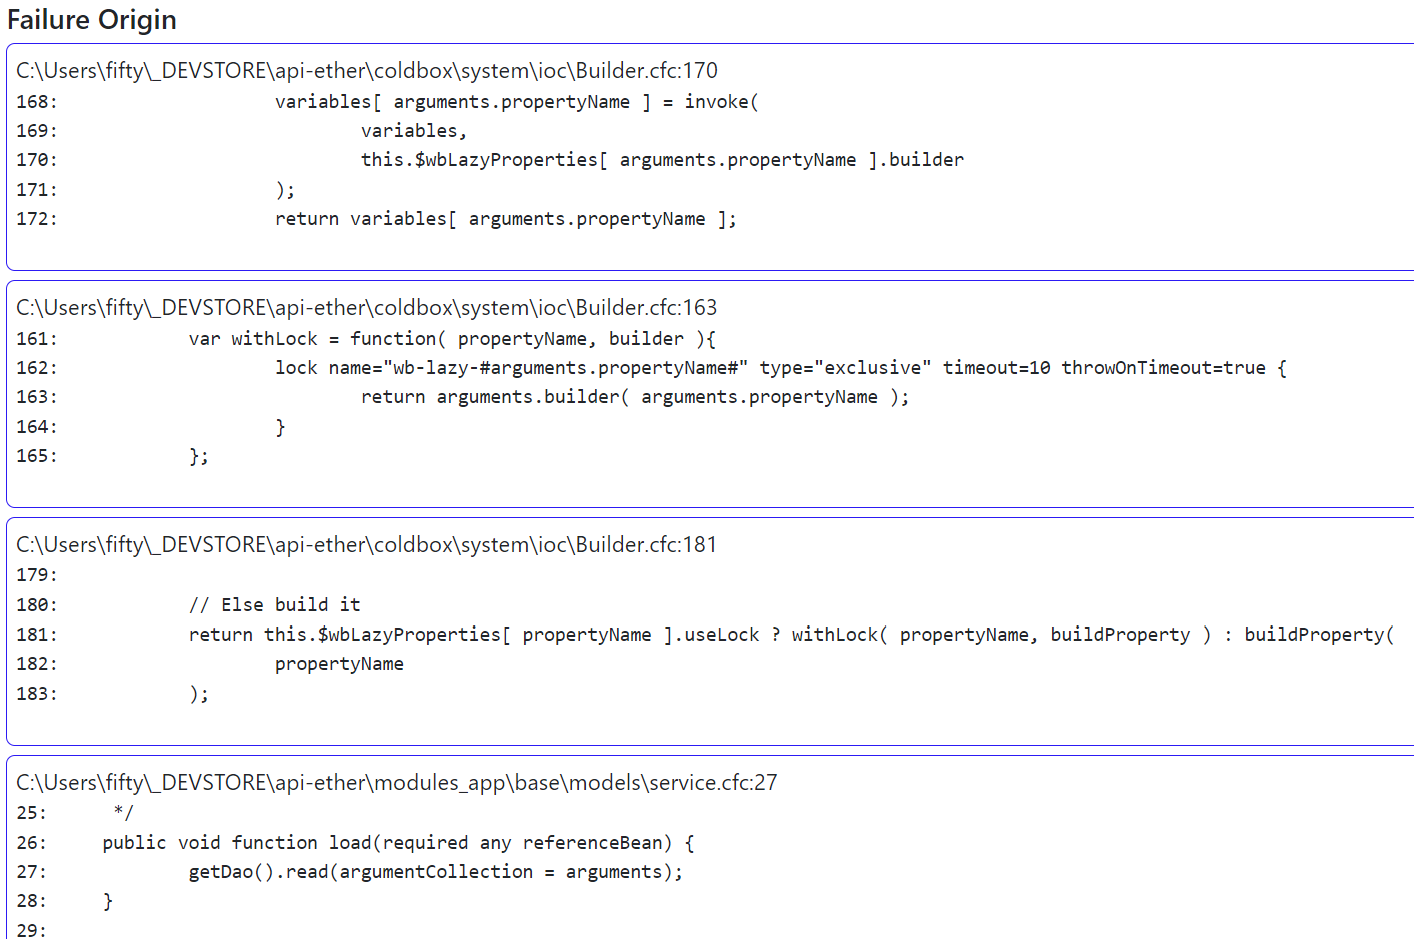 Failure Origin
C:\Users\fifty\_DEVSTORE\api-ether\coldbox\system\ioc\Builder.cfc:170
168: variables[ arguments.propertyName ] = invoke(
169: variables,
170: this.$wbLazyProperties[ arguments.propertyName ].builder
171: );
172: return variables[ arguments.propertyName ];
C:\Users\fifty\_DEVSTORE\api-ether\coldbox\system\ioc\Builder.cfc:163
161: var withLock = function( propertyName, builder ){
162: lock name="wb-lazy-#arguments.propertyName#" type="exclusive" timeout=10 throwOnTimeout=true {
163: return arguments.builder( arguments.propertyName );
164: }
165: };
C:\Users\fifty\_DEVSTORE\api-ether\coldbox\system\ioc\Builder.cfc:181
179:
180: // Else build it
181: return this.$wbLazyProperties[ propertyName ].useLock ? withLock( propertyName, buildProperty ) : buildProperty(
182: propertyName
183: );
C:\Users\fifty\_DEVSTORE\api-ether\modules_app\base\models\service.cfc:27
25: */
26: public void function load(required any referenceBean) {
27: getDao().read(argumentCollection = arguments);
28: }
29: